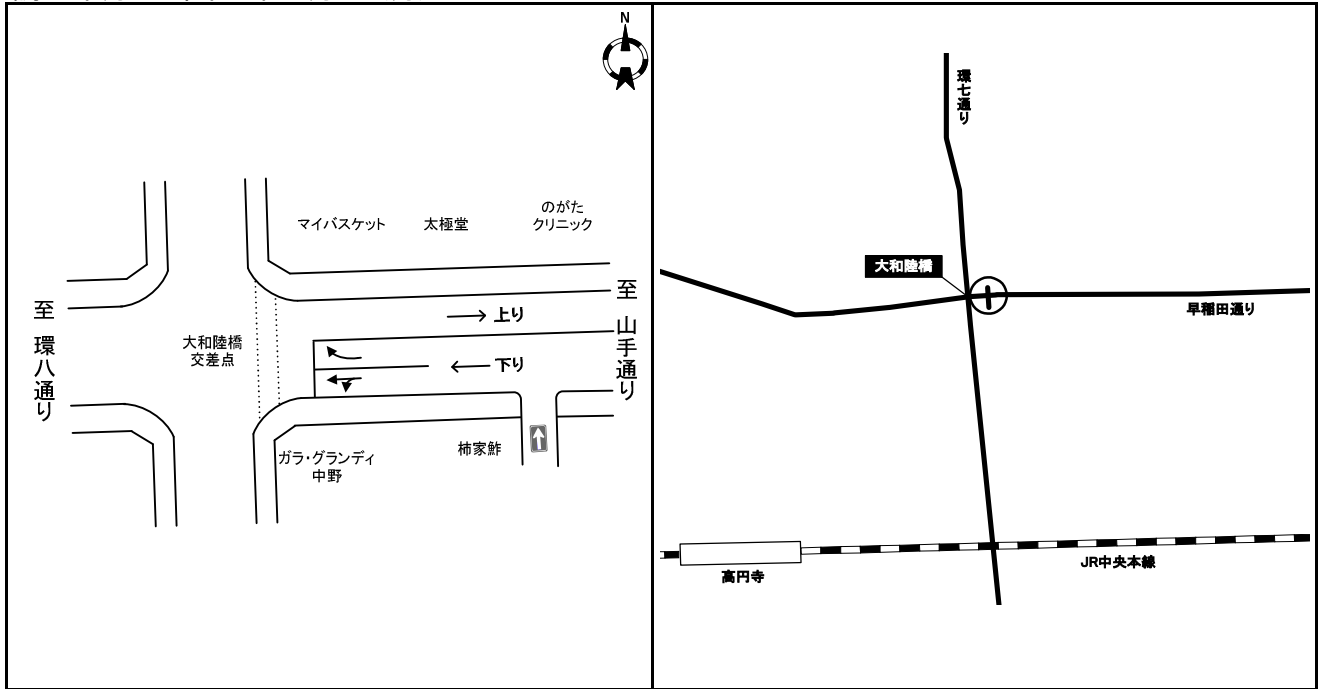 N
マイバスケット
太極堂
のがた
クリニック
至 環八通り
大和陸橋
交差点
上り
下り
至 山手通り
ガラ・グランディ
中野
柿家鮓
環七通り
大和陸橋
早稲田通り
高円寺
JR中央本線